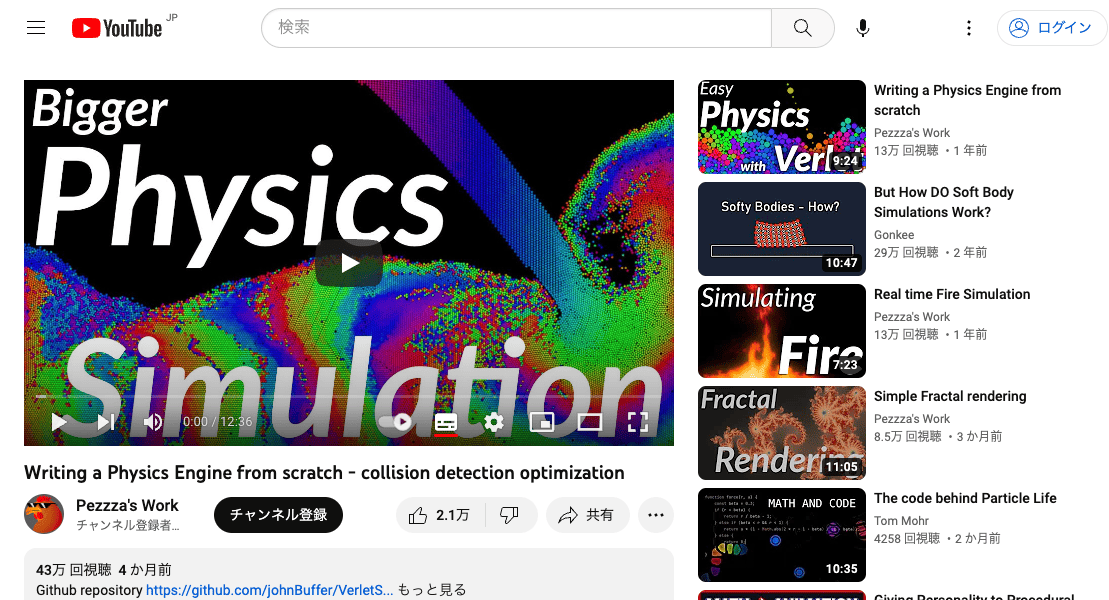 YouTube JP
検索
ログイン
Bigger
Physics
Simulation
0:00 / 12:36
Writing a Physics Engine from scratch - collision detection optimization
Pezzza's Work
チャンネル登録者...
チャンネル登録
2.1万
共有
43万 回視聴 4 か月前
Github repository https://github.com/johnBuffer/VerletS... もっと見る
Easy
Physics
with Verlet
9:24
Writing a Physics Engine from
scratch
Pezzza's Work
13万 回視聴 ・1 年前
Softy Bodies - How?
10:47
But How DO Soft Body
Simulations Work?
Gonkee
29万 回視聴 ・2 年前
Simulating
Fire
7:23
Real time Fire Simulation
Pezzza's Work
13万 回視聴 ・1 年前
Fractal
Rendering
11:05
Simple Fractal rendering
Pezzza's Work
8.5万 回視聴 ・3 か月前
MATH AND CODE
10:35
The code behind Particle Life
Tom Mohr
4258 回視聴 ・2 か月前
Giving Personality to Procedural